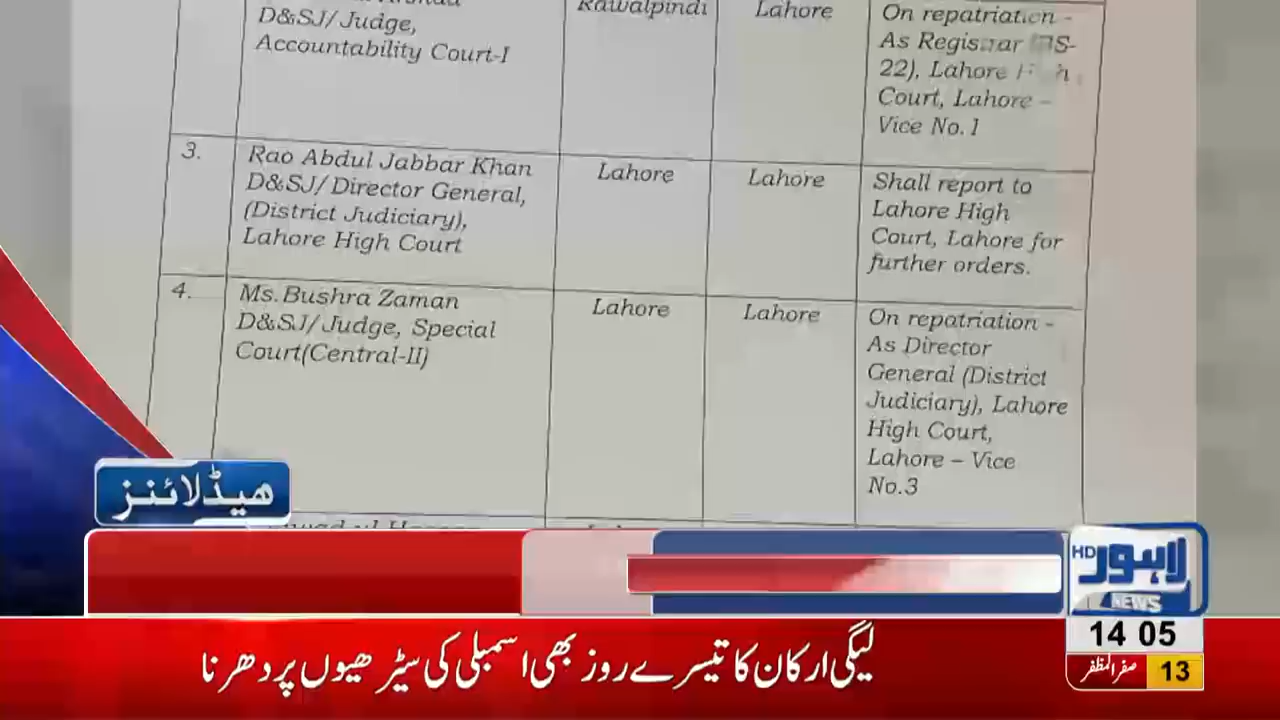 D&SJ/Judge,
Accountability Court-I
Rawalpindi
Lahore
On repatriation -
As Registrar
22), Lahore
Court, Lahore –
Vice No.1
3.
Rao Abdul Jabbar Khan
D&SJ/Director General,
(District Judiciary),
Lahore High Court
Lahore
Lahore
Shall report to
Lahore High
Court, Lahore for
further orders.
4.
Ms.Bushra Zaman
D&SJ/Judge, Special
Court(Central-II)
Lahore
Lahore
On repatriation -
As Director
General (District
Judiciary), Lahore
High Court,
Lahore – Vice
No.3
ھیڈلائنز
HD لاہور
NEWS
14 05
صفرالمظفر 13
لیگی ارکان کا تیسرے روز بھی اسمبلی کی سیڑھیوں پر دھرنا